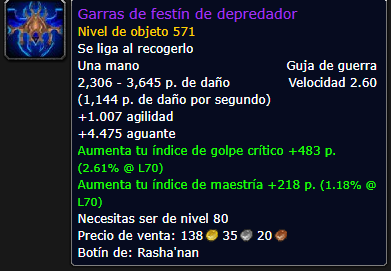 Garras de festín de depredador
Nivel de objeto 571
Se liga al recogerlo
Una mano Guja de guerra
2,306 - 3,645 p. de daño Velocidad 2.60
(1,144 p. de daño por segundo)
+1.007 agilidad
+4.475 aguante
Aumenta tu índice de golpe crítico +483 p.
(2.61% @ L70)
Aumenta tu índice de maestría +218 p. (1.18% @
L70)
Necesitas ser de nivel 80
Precio de venta: 138 35 20
Botín de: Rasha'nan